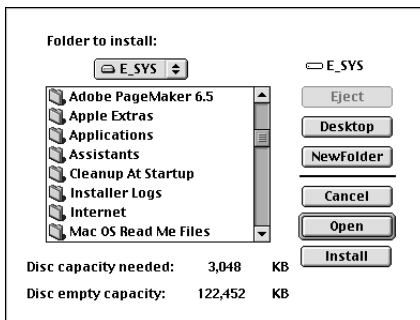 Folder to install:
E_SYS
E_SYS
Adobe PageMaker 6.5
Apple Extras
Applications
Assistants
Cleanup At Startup
Installer Logs
Internet
Mac OS Read Me Files
Eject
Desktop
NewFolder
Cancel
Open
Install
Disc capacity needed: 3,048 KB
Disc empty capacity: 122,452 KB